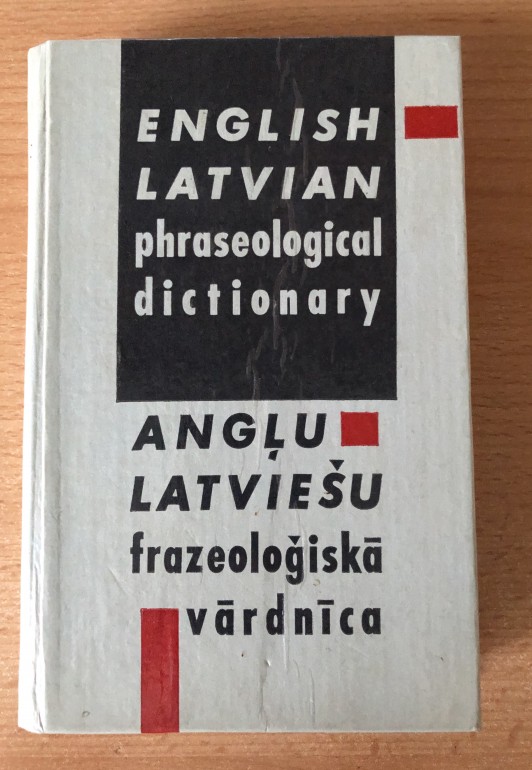 ENGLISH
LATVIAN
phraseological
dictionary
ANGĻU
LATVIEŠU
frazeoloģiskā
vārdnīca